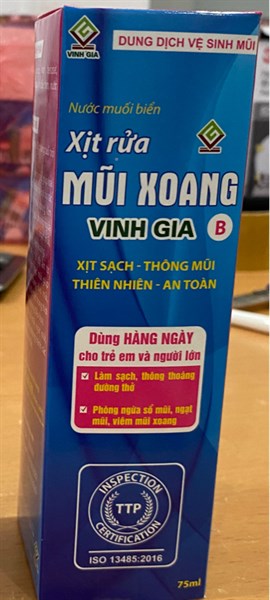 DUNG DỊCH VỆ SINH MŨI
VINH GIA
Nước muối biển
Xịt rửa
MŨI XOANG
VINH GIA B
XỊT SẠCH - THÔNG MŨI
THIÊN NHIÊN - AN TOÀN
Dùng HÀNG NGÀY
cho trẻ em và người lớn
Làm sạch, thông thoáng
đường thở
Phòng ngừa sổ mũi, ngạt
mũi, viêm mũi xoang
INSPECTION
TTP
CERTIFICATION
ISO 13485:2016
75ml